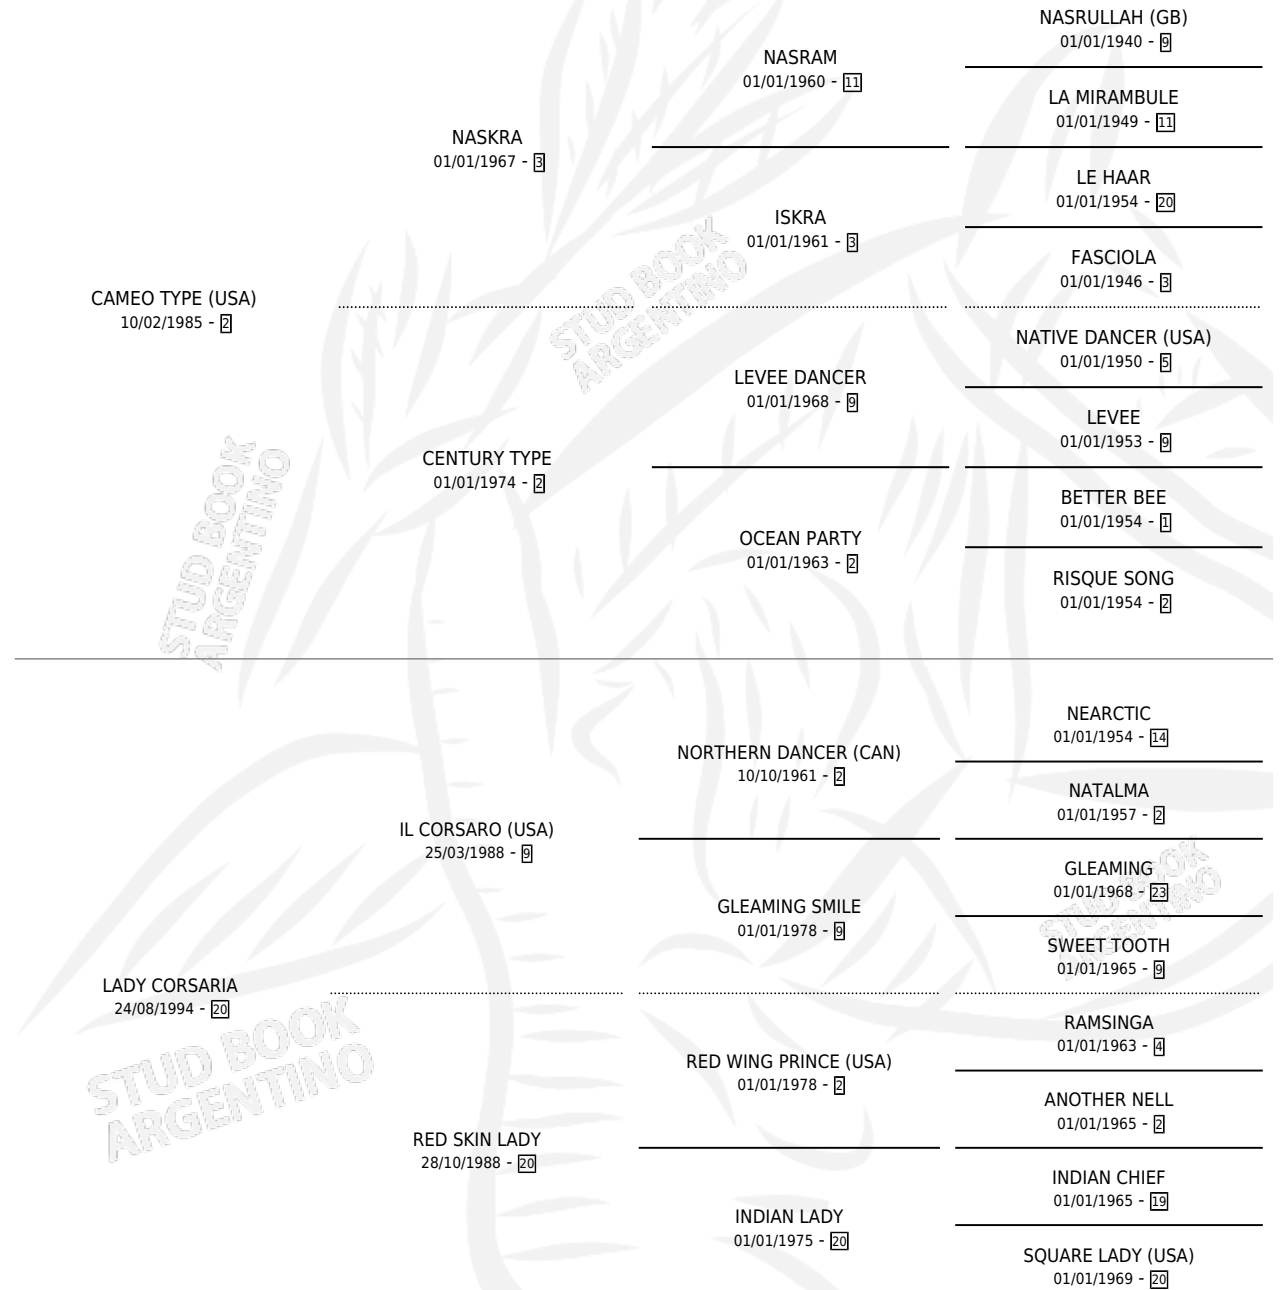 NASRULLAH (GB)
01/01/1940 - 9
NASRAM
01/01/1960 - 11
LA MIRAMBULE
01/01/1949 - 11
NASKRA
01/01/1967 - 3
LE HAAR
01/01/1954 - 20
ISKRA
01/01/1961 - 3
FASCIOLA
01/01/1946 - 3
CAMEO TYPE (USA)
10/02/1985 - 2
NATIVE DANCER (USA)
01/01/1950 - 5
LEVEE DANCER
01/01/1968 - 9
LEVEE
01/01/1953 - 9
CENTURY TYPE
01/01/1974 - 2
BETTER BEE
01/01/1954 - 1
OCEAN PARTY
01/01/1963 - 2
RISQUE SONG
01/01/1954 - 2
STUD BOOK
ARGENTINO
STUD BOOK
ARGENTINO
NEARCTIC
01/01/1954 - 14
NORTHERN DANCER (CAN)
10/10/1961 - 2
NATALMA
01/01/1957 - 2
IL CORSARO (USA)
25/03/1988 - 9
GLEAMING
01/01/1968 - 23
GLEAMING SMILE
01/01/1978 - 9
SWEET TOOTH
01/01/1965 - 9
LADY CORSARIA
24/08/1994 - 20
RAMSINGA
01/01/1963 - 4
RED WING PRINCE (USA)
01/01/1978 - 2
ANOTHER NELL
01/01/1965 - 2
RED SKIN LADY
28/10/1988 - 20
INDIAN CHIEF
01/01/1965 - 19
INDIAN LADY
01/01/1975 - 20
SQUARE LADY (USA)
01/01/1969 - 20
STUD BOOK
ARGENTINO
STUD BOOK
ARGENTINO